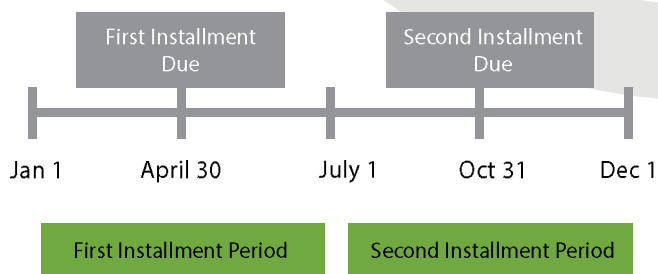 First Installment
Due
Second Installment
Due
Jan 1
April 30
July 1
Oct 31
Dec 1
First Installment Period
Second Installment Period